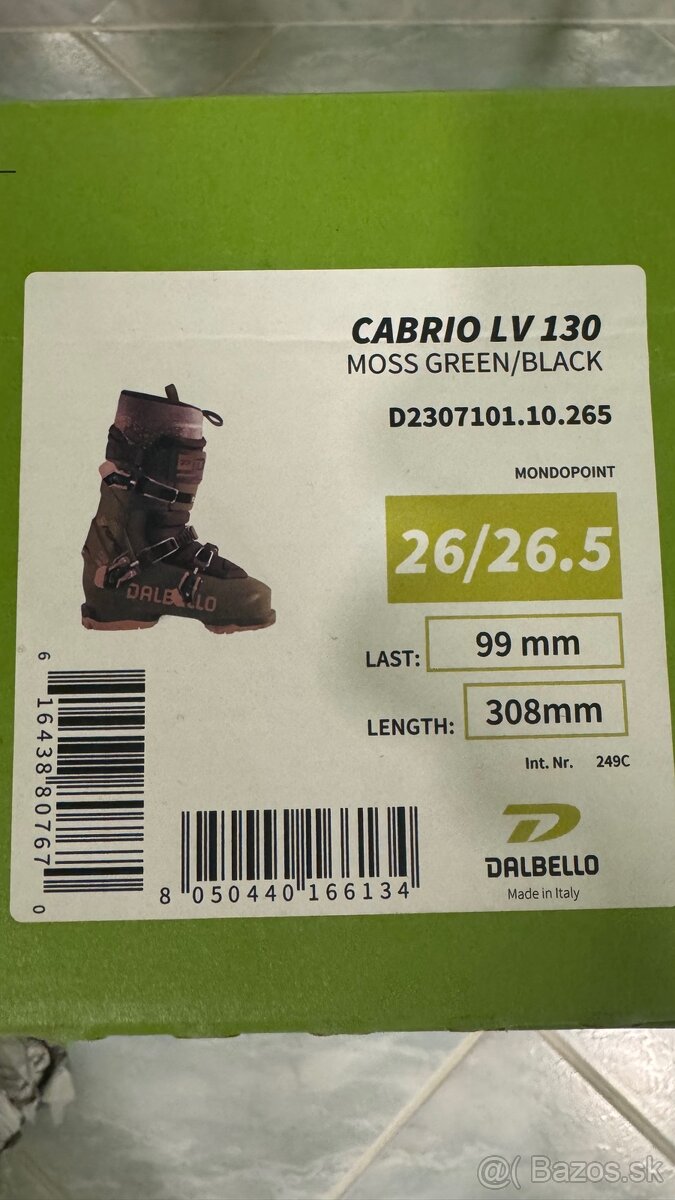 CABRIO LV 130
MOSS GREEN/BLACK
D2307101.10.265
MONDOPOINT
26/26.5
LAST: 99 mm
LENGTH: 308mm
Int. Nr. 249C
DALBELLO
6 16438 80767 0
8 050440 166134
DALBELLO
Made in Italy
@( Bazos.sk